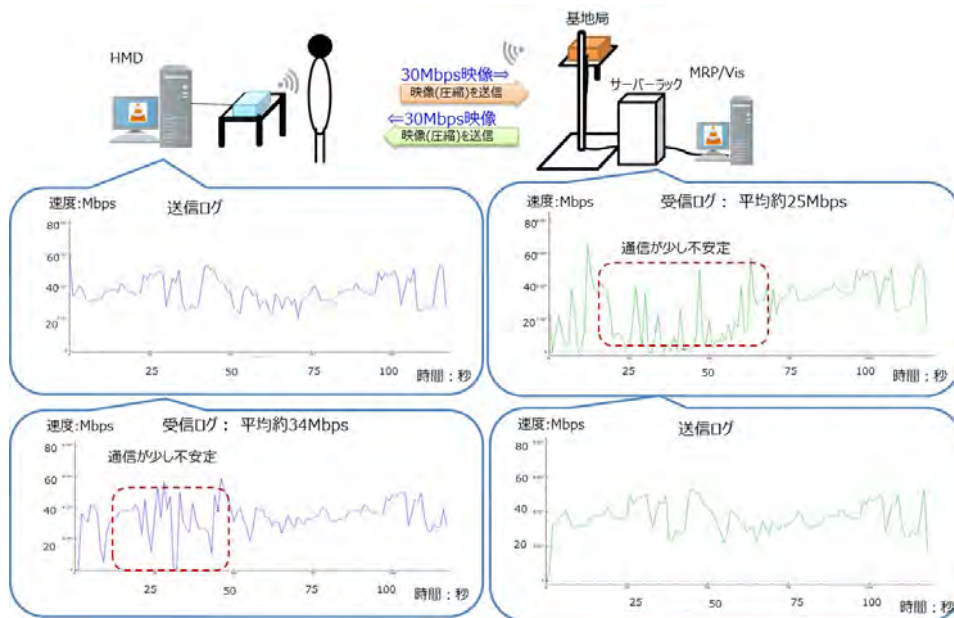 HMD
30Mbps映像⇒
映像(圧縮)を送信
⇐30Mbps映像
映像(圧縮)を送信
基地局
サーバーラック
MRP/Vis
速度:Mbps
送信ログ
80
60
40
20
25
50
75
100
時間：秒
速度:Mbps
受信ログ： 平均約25Mbps
通信が少し不安定
80
60
40
20
25
50
75
100
時間：秒
速度:Mbps
受信ログ： 平均約34Mbps
通信が少し不安定
80
60
40
20
25
50
75
100
時間：秒
速度:Mbps
送信ログ
80
60
40
20
25
50
75
100
時間：秒